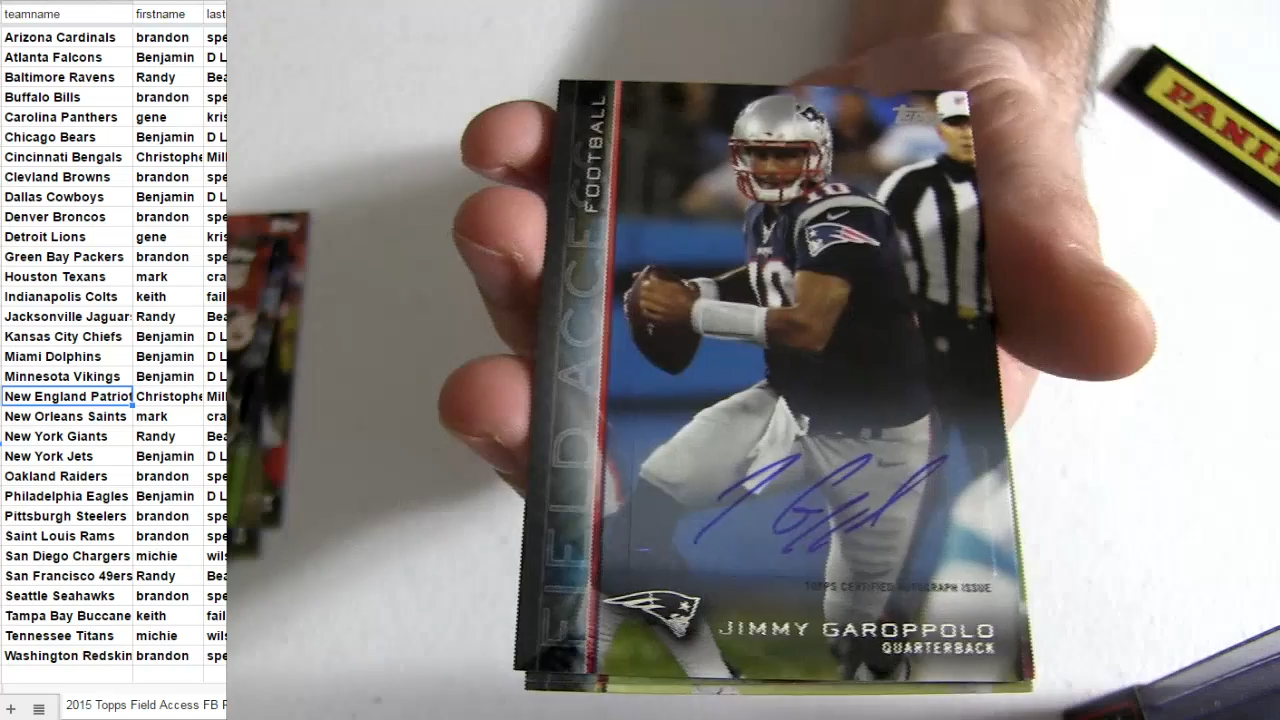 teamname firstname last
Arizona Cardinals brandon spe
Atlanta Falcons Benjamin D L
Baltimore Ravens Randy Bea
Buffalo Bills brandon spe
Carolina Panthers gene kris
Chicago Bears Benjamin D L
Cincinnati Bengals Christophe Mill
Clevland Browns brandon spe
Dallas Cowboys Benjamin D L
Denver Broncos brandon spe
Detroit Lions gene kris
Green Bay Packers brandon spe
Houston Texans mark cra
Indianapolis Colts keith fail
Jacksonville Jaguars Randy Bea
Kansas City Chiefs Benjamin D L
Miami Dolphins Benjamin D L
Minnesota Vikings Benjamin D L
New England Patriot Christophe Mill
New Orleans Saints mark cra
New York Giants Randy Bea
New York Jets Benjamin D L
Oakland Raiders brandon spe
Philadelphia Eagles Benjamin D L
Pittsburgh Steelers brandon spe
Saint Louis Rams brandon spe
San Diego Chargers michie wils
San Francisco 49ers Randy Bea
Seattle Seahawks brandon spe
Tampa Bay Buccane keith fail
Tennessee Titans michie wils
Washington Redskin brandon spe
2015 Topps Field Access FB
FIELD ACCESS
FOOTBALL
Topps
10
10
TOPPS CERTIFIED AUTOGRAPH ISSUE
JIMMY GAROPPOLO
QUARTERBACK
PANINI